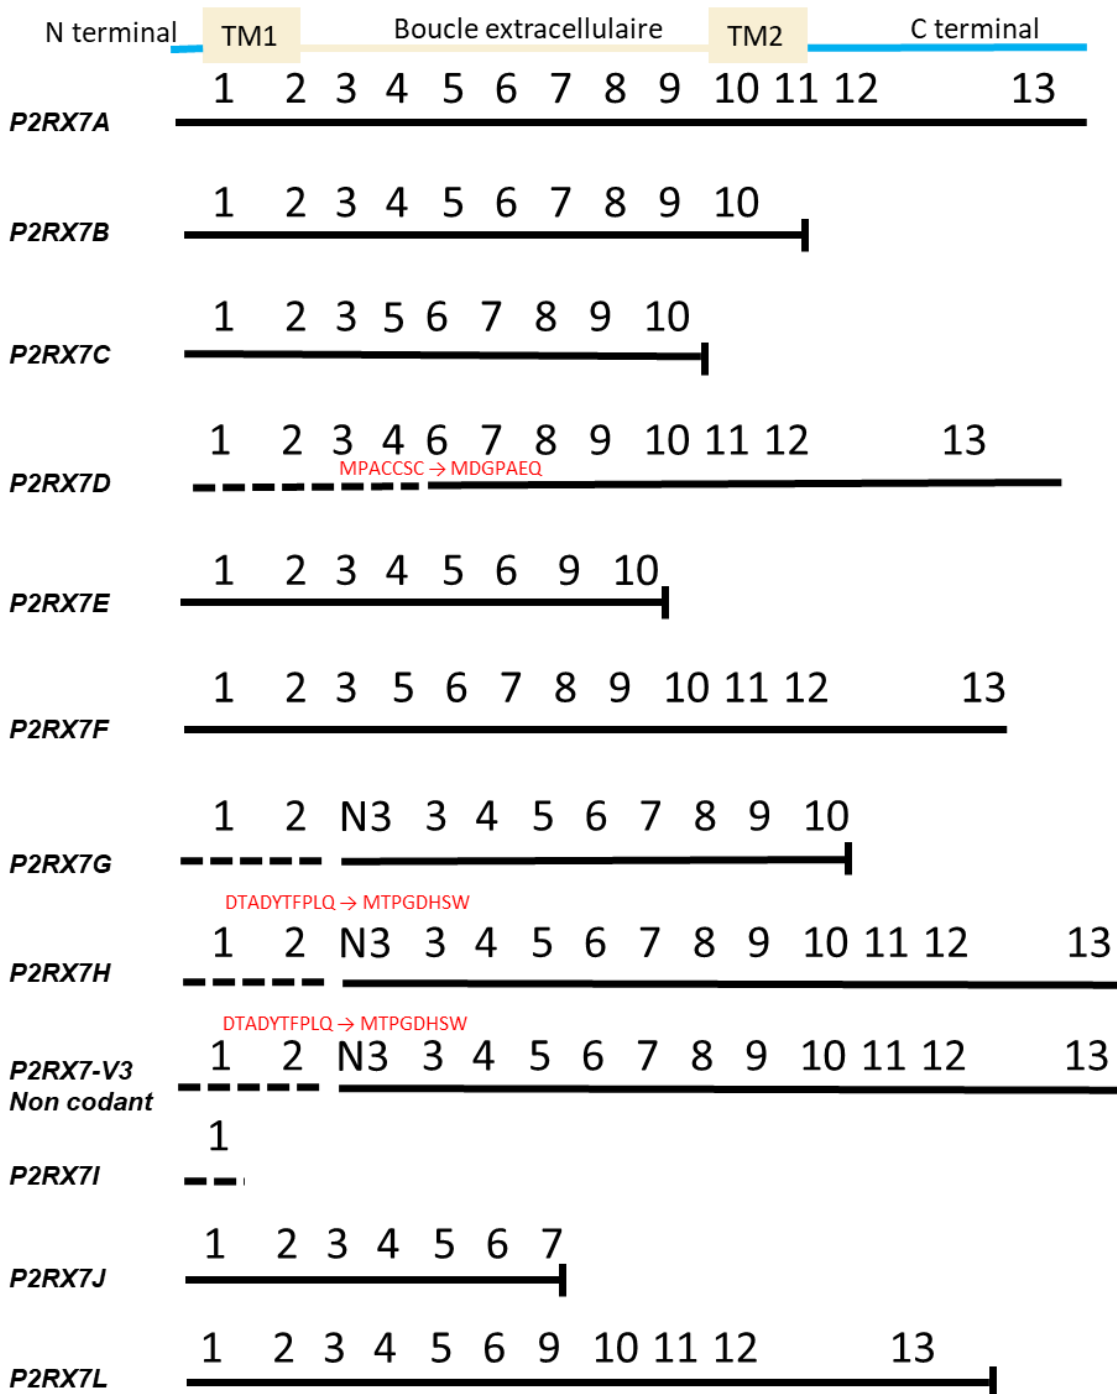 N terminal TM1 Boucle extracellulaire TM2 C terminal
1 2 3 4 5 6 7 8 9 10 11 12 13
P2RX7A
1 2 3 4 5 6 7 8 9 10
P2RX7B
1 2 3 5 6 7 8 9 10
P2RX7C
1 2 3 4 6 7 8 9 10 11 12 13
MPACCSC → MDGPAEQ
P2RX7D
1 2 3 4 5 6 9 10
P2RX7E
1 2 3 5 6 7 8 9 10 11 12 13
P2RX7F
1 2 N3 3 4 5 6 7 8 9 10
P2RX7G
DTADYTFPLQ → MTPGDHSW
1 2 N3 3 4 5 6 7 8 9 10 11 12 13
P2RX7H
DTADYTFPLQ → MTPGDHSW
1 2 N3 3 4 5 6 7 8 9 10 11 12 13
P2RX7-V3
Non codant
1
P2RX7I
1 2 3 4 5 6 7
P2RX7J
1 2 3 4 5 6 9 10 11 12 13
P2RX7L